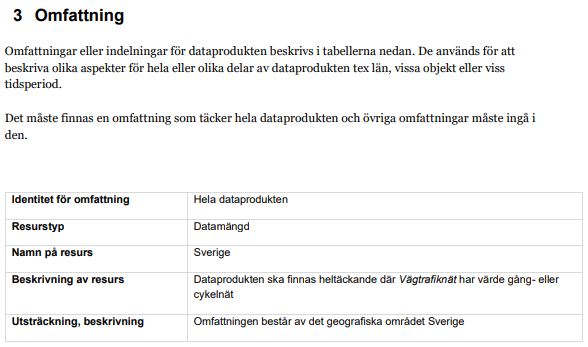 3 Omfattning
Omfattningar eller indelningar för dataprodukten beskrivs i tabellerna nedan. De används för att
beskriva olika aspekter för hela eller olika delar av dataprodukten tex län, vissa objekt eller viss
tidsperiod.
Det måste finnas en omfattning som täcker hela dataprodukten och övriga omfattningar måste ingå i
den.
Identitet för omfattning Hela dataprodukten
Resurstyp Datamängd
Namn på resurs Sverige
Beskrivning av resurs Dataprodukten ska finnas heltäckande där Vägtrafiknät har värde gång- eller
cykelnät
Utsträckning, beskrivning Omfattningen består av det geografiska området Sverige